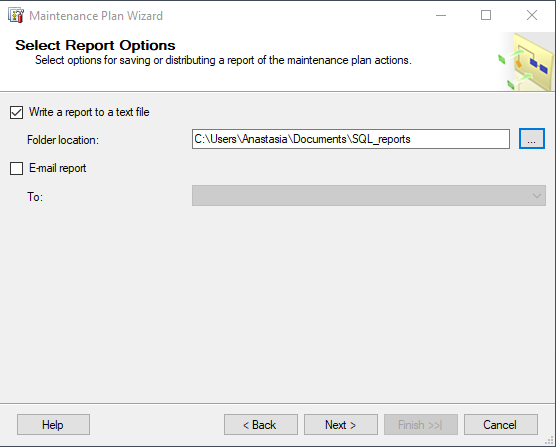 Maintenance Plan Wizard
Select Report Options
Select options for saving or distributing a report of the maintenance plan actions.
Write a report to a text file
Folder location:
C:\Users\Anastasia\Documents\SQL_reports
...
E-mail report
To:
Help
< Back
Next >
Finish >>|
Cancel